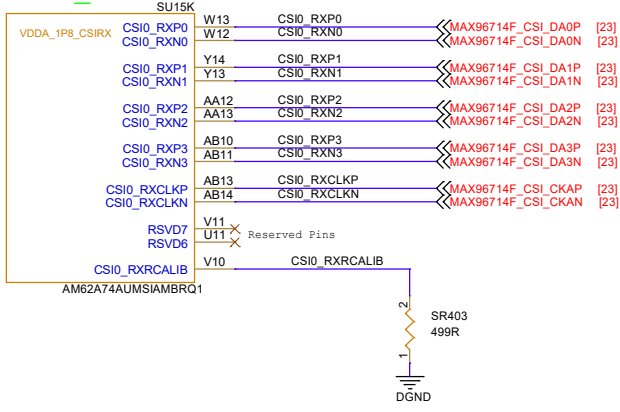 SU15K
VDDA_1P8_CSIRX
CSI0_RXP0 W13 CSI0_RXP0 MAX96714F_CSI_DA0P [23]
CSI0_RXN0 W12 CSI0_RXN0 MAX96714F_CSI_DA0N [23]
CSI0_RXP1 Y14 CSI0_RXP1 MAX96714F_CSI_DA1P [23]
CSI0_RXN1 Y13 CSI0_RXN1 MAX96714F_CSI_DA1N [23]
CSI0_RXP2 AA12 CSI0_RXP2 MAX96714F_CSI_DA2P [23]
CSI0_RXN2 AA13 CSI0_RXN2 MAX96714F_CSI_DA2N [23]
CSI0_RXP3 AB10 CSI0_RXP3 MAX96714F_CSI_DA3P [23]
CSI0_RXN3 AB11 CSI0_RXN3 MAX96714F_CSI_DA3N [23]
CSI0_RXCLKP AB13 CSI0_RXCLKP MAX96714F_CSI_CKAP [23]
CSI0_RXCLKN AB14 CSI0_RXCLKN MAX96714F_CSI_CKAN [23]
RSVD7 V11
RSVD6 U11
Reserved Pins
CSI0_RXRCALIB V10 CSI0_RXRCALIB
AM62A74AUMSIAMBRQ1
2
SR403
499R
1
DGND